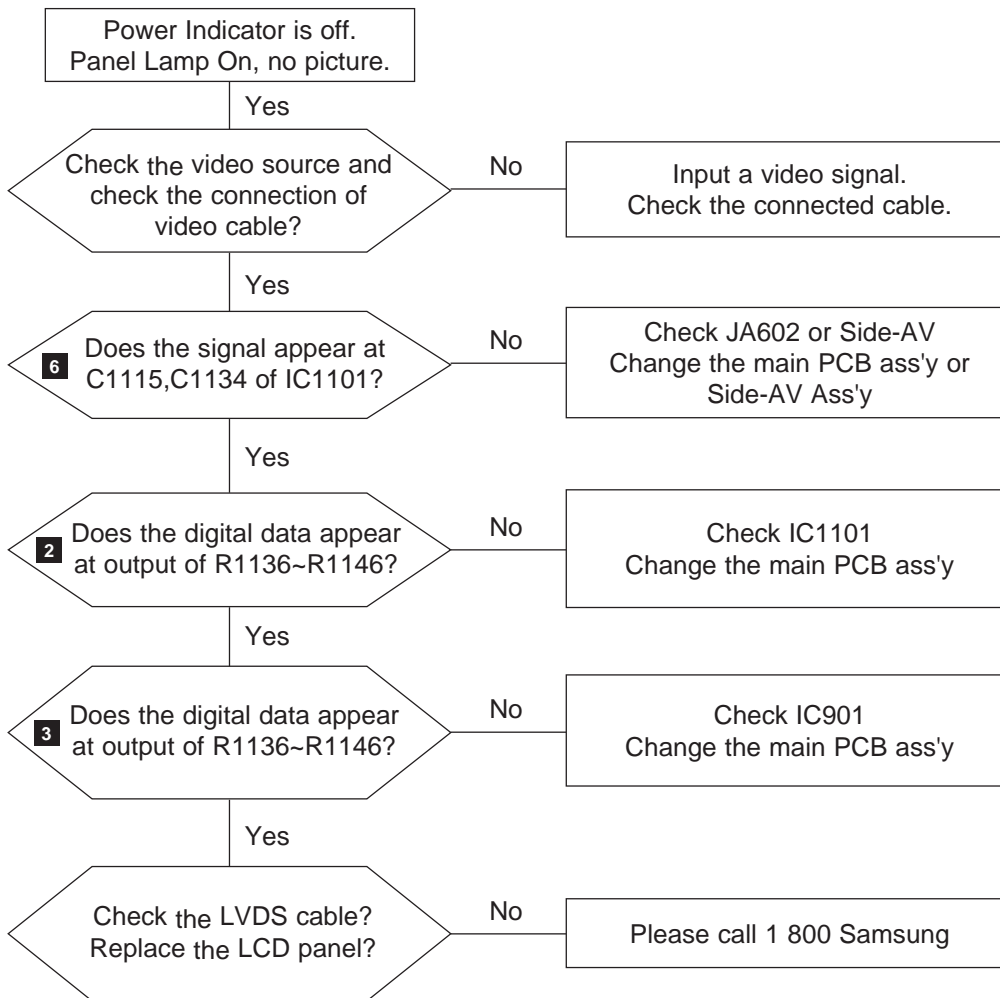 Power Indicator is off.
Panel Lamp On, no picture.
Yes
Check the video source and
check the connection of
video cable?
No
Input a video signal.
Check the connected cable.
Yes
6
Does the signal appear at
C1115,C1134 of IC1101?
No
Check JA602 or Side-AV
Change the main PCB ass'y or
Side-AV Ass'y
Yes
2
Does the digital data appear
at output of R1136~R1146?
No
Check IC1101
Change the main PCB ass'y
Yes
3
Does the digital data appear
at output of R1136~R1146?
No
Check IC901
Change the main PCB ass'y
Yes
Check the LVDS cable?
Replace the LCD panel?
No
Please call 1 800 Samsung